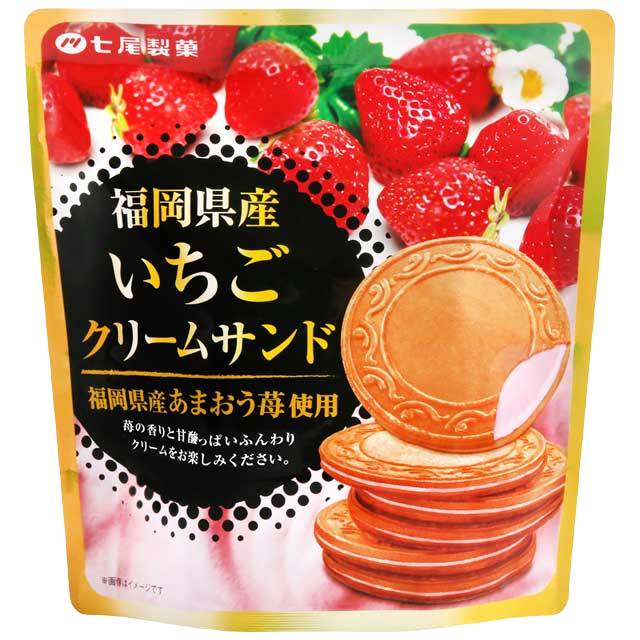 七尾製菓
福岡県産
いちご
クリームサンド
福岡県産あまおう苺使用
苺の香りと甘酸っぱいふんわり
クリームをお楽しみください。
※画像はイメージです